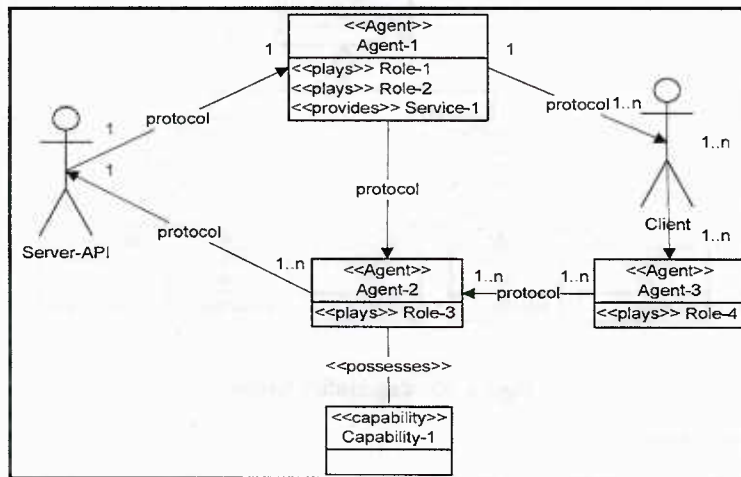 <<Agent>>
Agent-1
1
1
<<plays>> Role-1
<<plays>> Role-2
<<provides>> Service-1
protocol
protocol
1..n
1
1..n
1
protocol
Server-API
protocol
Client
1..n
1..n
<<Agent>>
Agent-2
<<plays>> Role-3
1..n
protocol
1..n
<<Agent>>
Agent-3
<<plays>> Role-4
<<possesses>>
<<capability>>
Capability-1